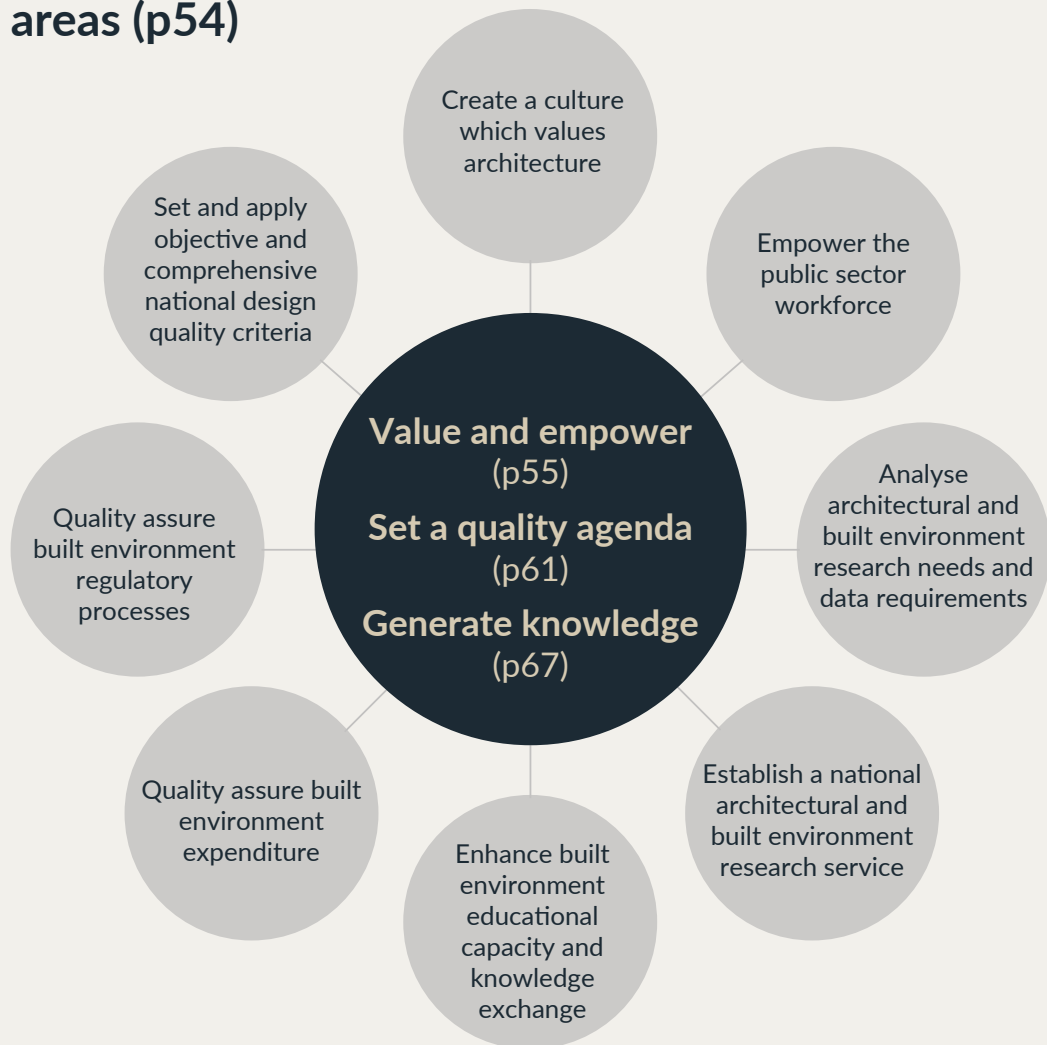 areas (p54)
Create a culture
which values
architecture
Empower the
public sector
workforce
Analyse
architectural and
built environment
research needs and
data requirements
Establish a national
architectural and
built environment
research service
Enhance built
environment
educational
capacity and
knowledge
exchange
Quality assure built
environment
expenditure
Quality assure
built environment
regulatory
processes
Set and apply
objective and
comprehensive
national design
quality criteria
Value and empower
(p55)
Set a quality agenda
(p61)
Generate knowledge
(p67)